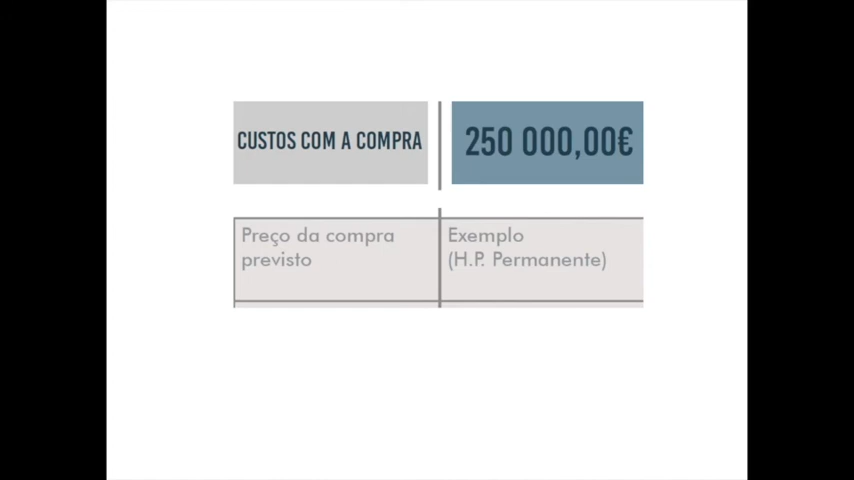 CUSTOS COM A COMPRA
250 000,00€
Preço da compra
previsto
Exemplo
(H.P. Permanente)